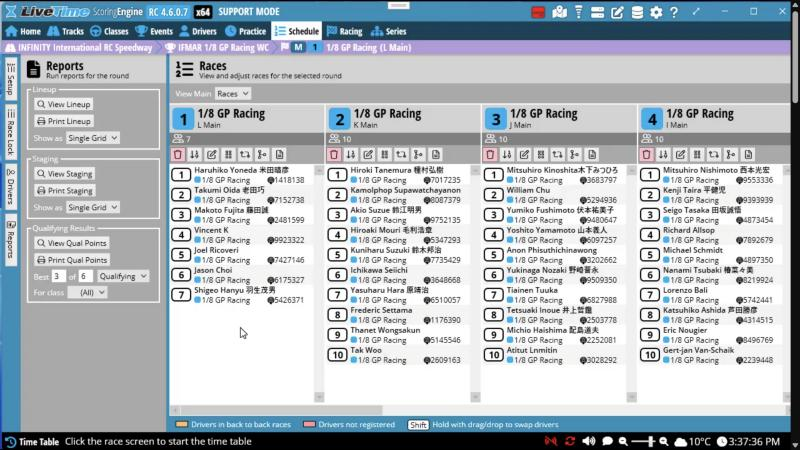 LiveTime ScoringEngine RC 4.6.0.7 x64 SUPPORT MODE
Home Tracks Classes Events Drivers Practice Schedule Racing Series
INFINITY International RC Speedway IFMAR 1/8 GP Racing WC M 1 1/8 GP Racing (L Main)
Setup
Race List
Drivers
Reports
Reports
Run reports for the round
Lineup
View Lineup
Print Lineup
Show as Single Grid
Staging
View Staging
Print Staging
Show as Single Grid
Qualifying Results
View Qual Points
Print Qual Points
Best 3 of 6 Qualifying
For class (All)
Races
View and adjust races for the selected round
View Main Races
1 1/8 GP Racing
L Main
7
1 Haruhiko Yoneda 米田晴彦
1/8 GP Racing 1418138
2 Takumi Oida 老田巧
1/8 GP Racing 7152738
3 Makoto Fujita 藤田誠
1/8 GP Racing 2481599
4 Vincent K
1/8 GP Racing 9923322
5 Joel Ricoveri
1/8 GP Racing 7427146
6 Jason Choi
1/8 GP Racing 6175327
7 Shigeo Hanyu 羽生茂男
1/8 GP Racing 5426371
2 1/8 GP Racing
K Main
10
1 Hiroki Tanemura 種村弘樹
1/8 GP Racing 7017235
2 Kamolphop Supawatchayanon
1/8 GP Racing 8087379
3 Akio Suzue 鈴江明男
1/8 GP Racing 9752135
4 Hiroaki Mouri 毛利浩章
1/8 GP Racing 5347293
5 Kuniharu Suzuki 鈴木邦治
1/8 GP Racing 7735429
6 Ichikawa Seiichi
1/8 GP Racing 3648668
7 Yasuharu Hara 原靖治
1/8 GP Racing 6510057
8 Frederic Settama
1/8 GP Racing 1176390
9 Thanet Wongsakun
1/8 GP Racing 5145546
10 Tak Woo
1/8 GP Racing 2609163
3 1/8 GP Racing
J Main
10
1 Mitsuhiro Kinoshita木下みつひろ
1/8 GP Racing 3683797
2 William Chu
1/8 GP Racing 5294936
3 Yumiko Fushimoto 伏本祐美子
1/8 GP Racing 9480647
4 Yoshito Yamamoto 山本義人
1/8 GP Racing 6097257
5 Anon Phisuthichinawong
1/8 GP Racing 3202662
6 Yukinaga Nozaki 野崎晉永
1/8 GP Racing 9509350
7 Tiainen Tuuka
1/8 GP Racing 6827988
8 Tetsuaki Inoue 井上哲鑑
1/8 GP Racing 2503778
9 Michio Haishima 配島道夫
1/8 GP Racing 2252081
10 Atitut Lnmitin
1/8 GP Racing 3028292
4 1/8 GP Racing
I Main
10
1 Mitsuhiro Nishimoto 西本光宏
1/8 GP Racing 9553336
2 Kenji Taira 平健児
1/8 GP Racing 9393939
3 Seigo Tasaka 田坂誠悟
1/8 GP Racing 4873454
4 Richard Allsop
1/8 GP Racing 7892679
5 Michael Schmidt
1/8 GP Racing 4897350
6 Nanami Tsubaki 椿菜々美
1/8 GP Racing 8219924
7 Lorenzo Bali
1/8 GP Racing 5742441
8 Katsuhiko Ashida 芦田勝彦
1/8 GP Racing 4314515
9 Eric Nougier
1/8 GP Racing 8496769
10 Gert-jan Van-Schaik
1/8 GP Racing 2239448
Drivers in back to back races Drivers not registered Shift Hold with drag/drop to swap drivers
Time Table Click the race screen to start the time table 10°C 3:37:36 PM